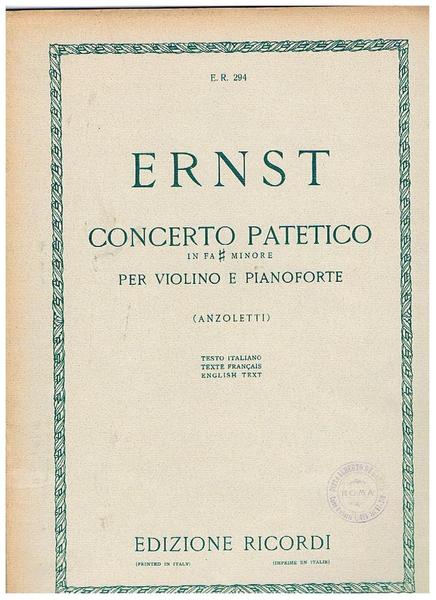 E.R. 294
ERNST
CONCERTO PATETICO
IN FA ♯ MINORE
PER VIOLINO E PIANOFORTE
(ANZOLETTI)
TESTO ITALIANO
TEXTE FRANÇAIS
ENGLISH TEXT
ROMA
EDIZIONE RICORDI
(PRINTED IN ITALY) (IMPRIMÉ EN ITALIE)